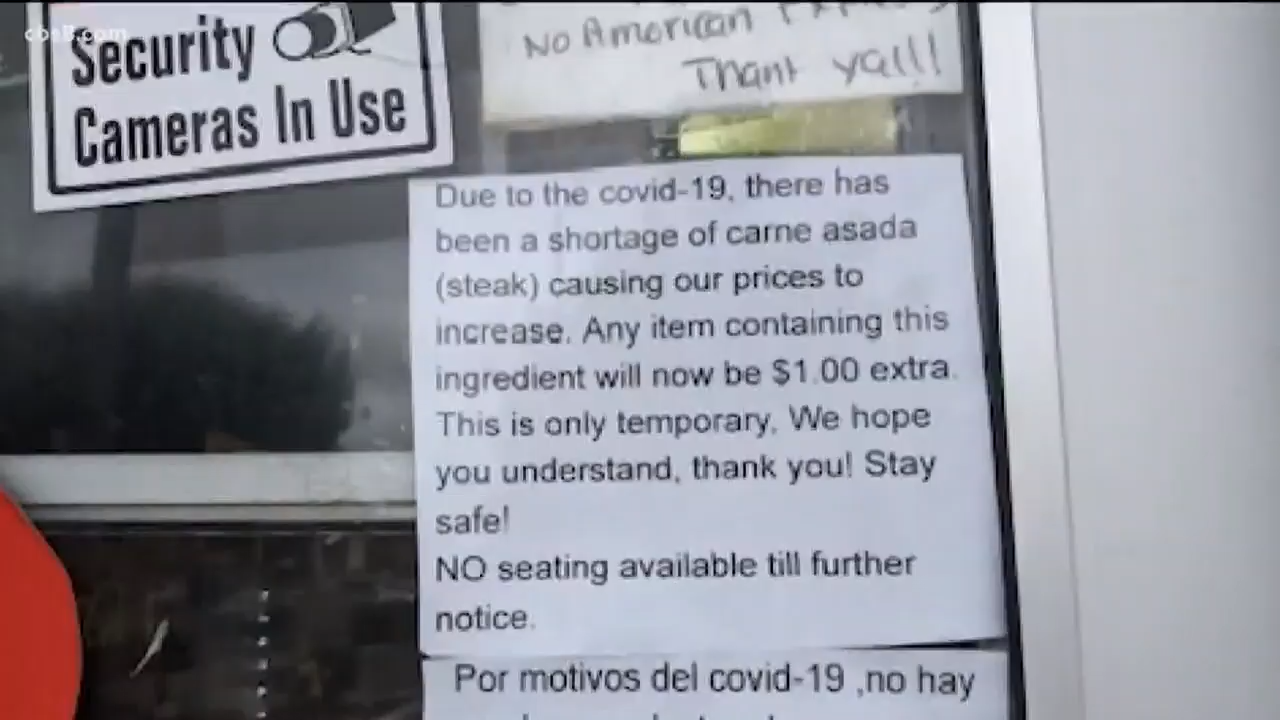 cbs8.com
Security
Cameras In Use
No American Express
Thank yall!!
Due to the covid-19, there has
been a shortage of carne asada
(steak) causing our prices to
increase. Any item containing this
ingredient will now be $1.00 extra.
This is only temporary, We hope
you understand, thank you! Stay
safe!
NO seating available till further
notice.
Por motivos del covid-19 ,no hay